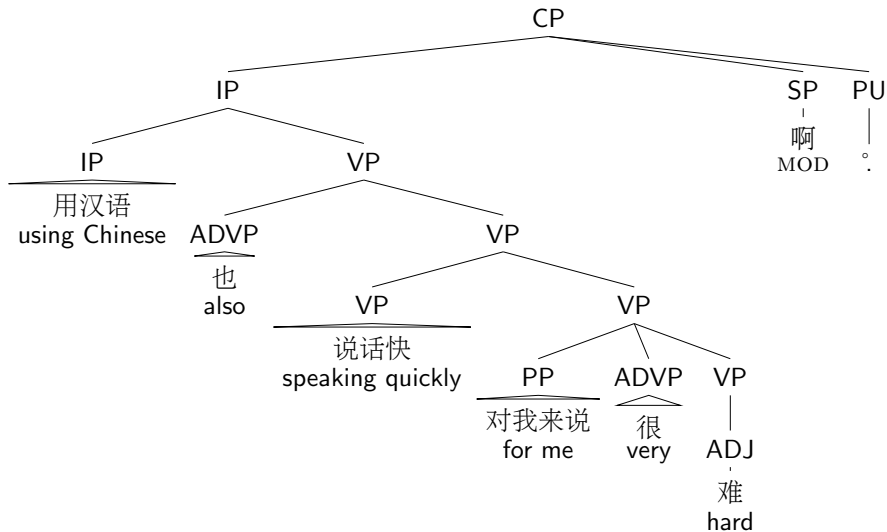 CP
IP SP PU
啊 。
MOD .
IP VP
用汉语
using Chinese ADVP VP
也
also VP VP
说话快
speaking quickly PP ADVP VP
对我来说 很
for me very ADJ
难
hard